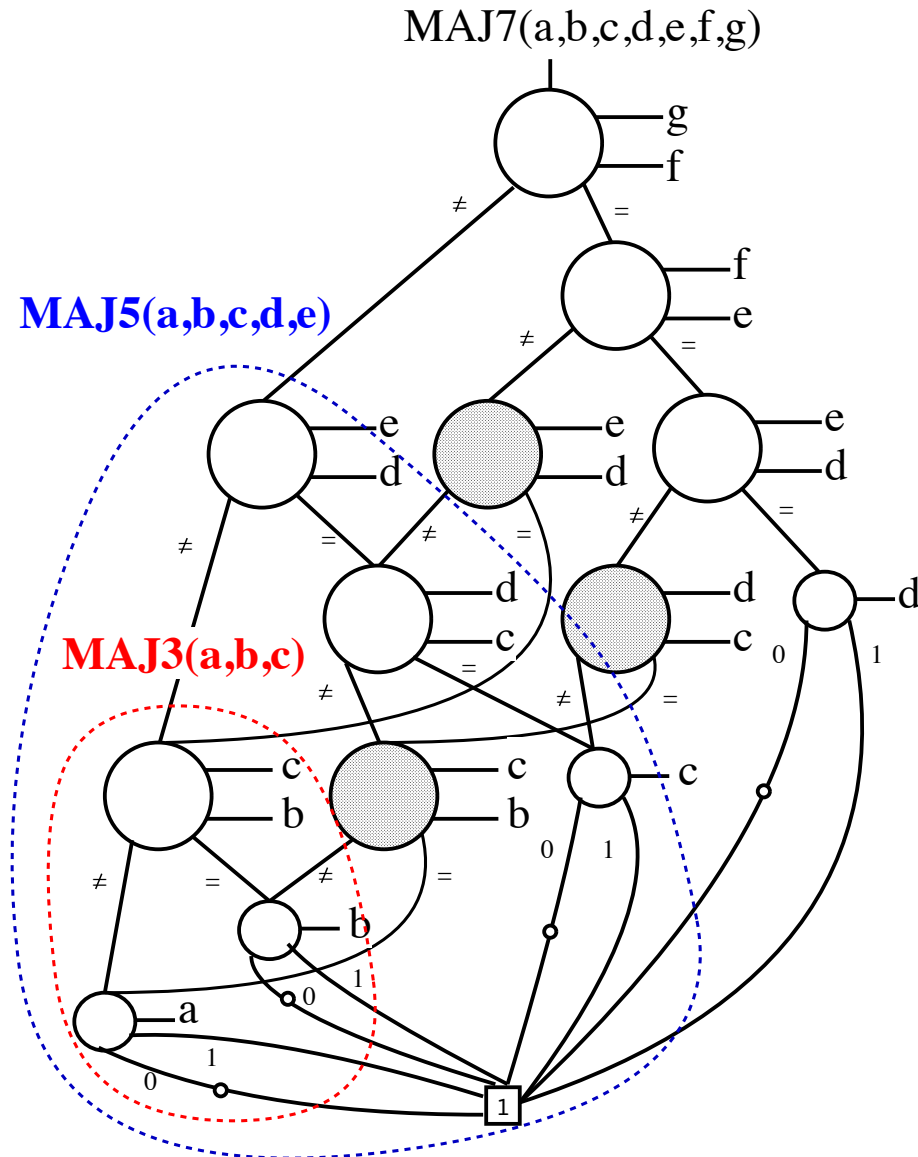 MAJ7(a,b,c,d,e,f,g)
g
f
≠
=
f
e
MAJ5(a,b,c,d,e)
≠
=
e
d
e
d
e
d
≠
=
≠
=
≠
=
d
c
d
c
d
MAJ3(a,b,c)
0
1
≠
=
≠
=
c
b
c
b
c
0
1
≠
=
≠
=
b
0
1
a
0
1
1